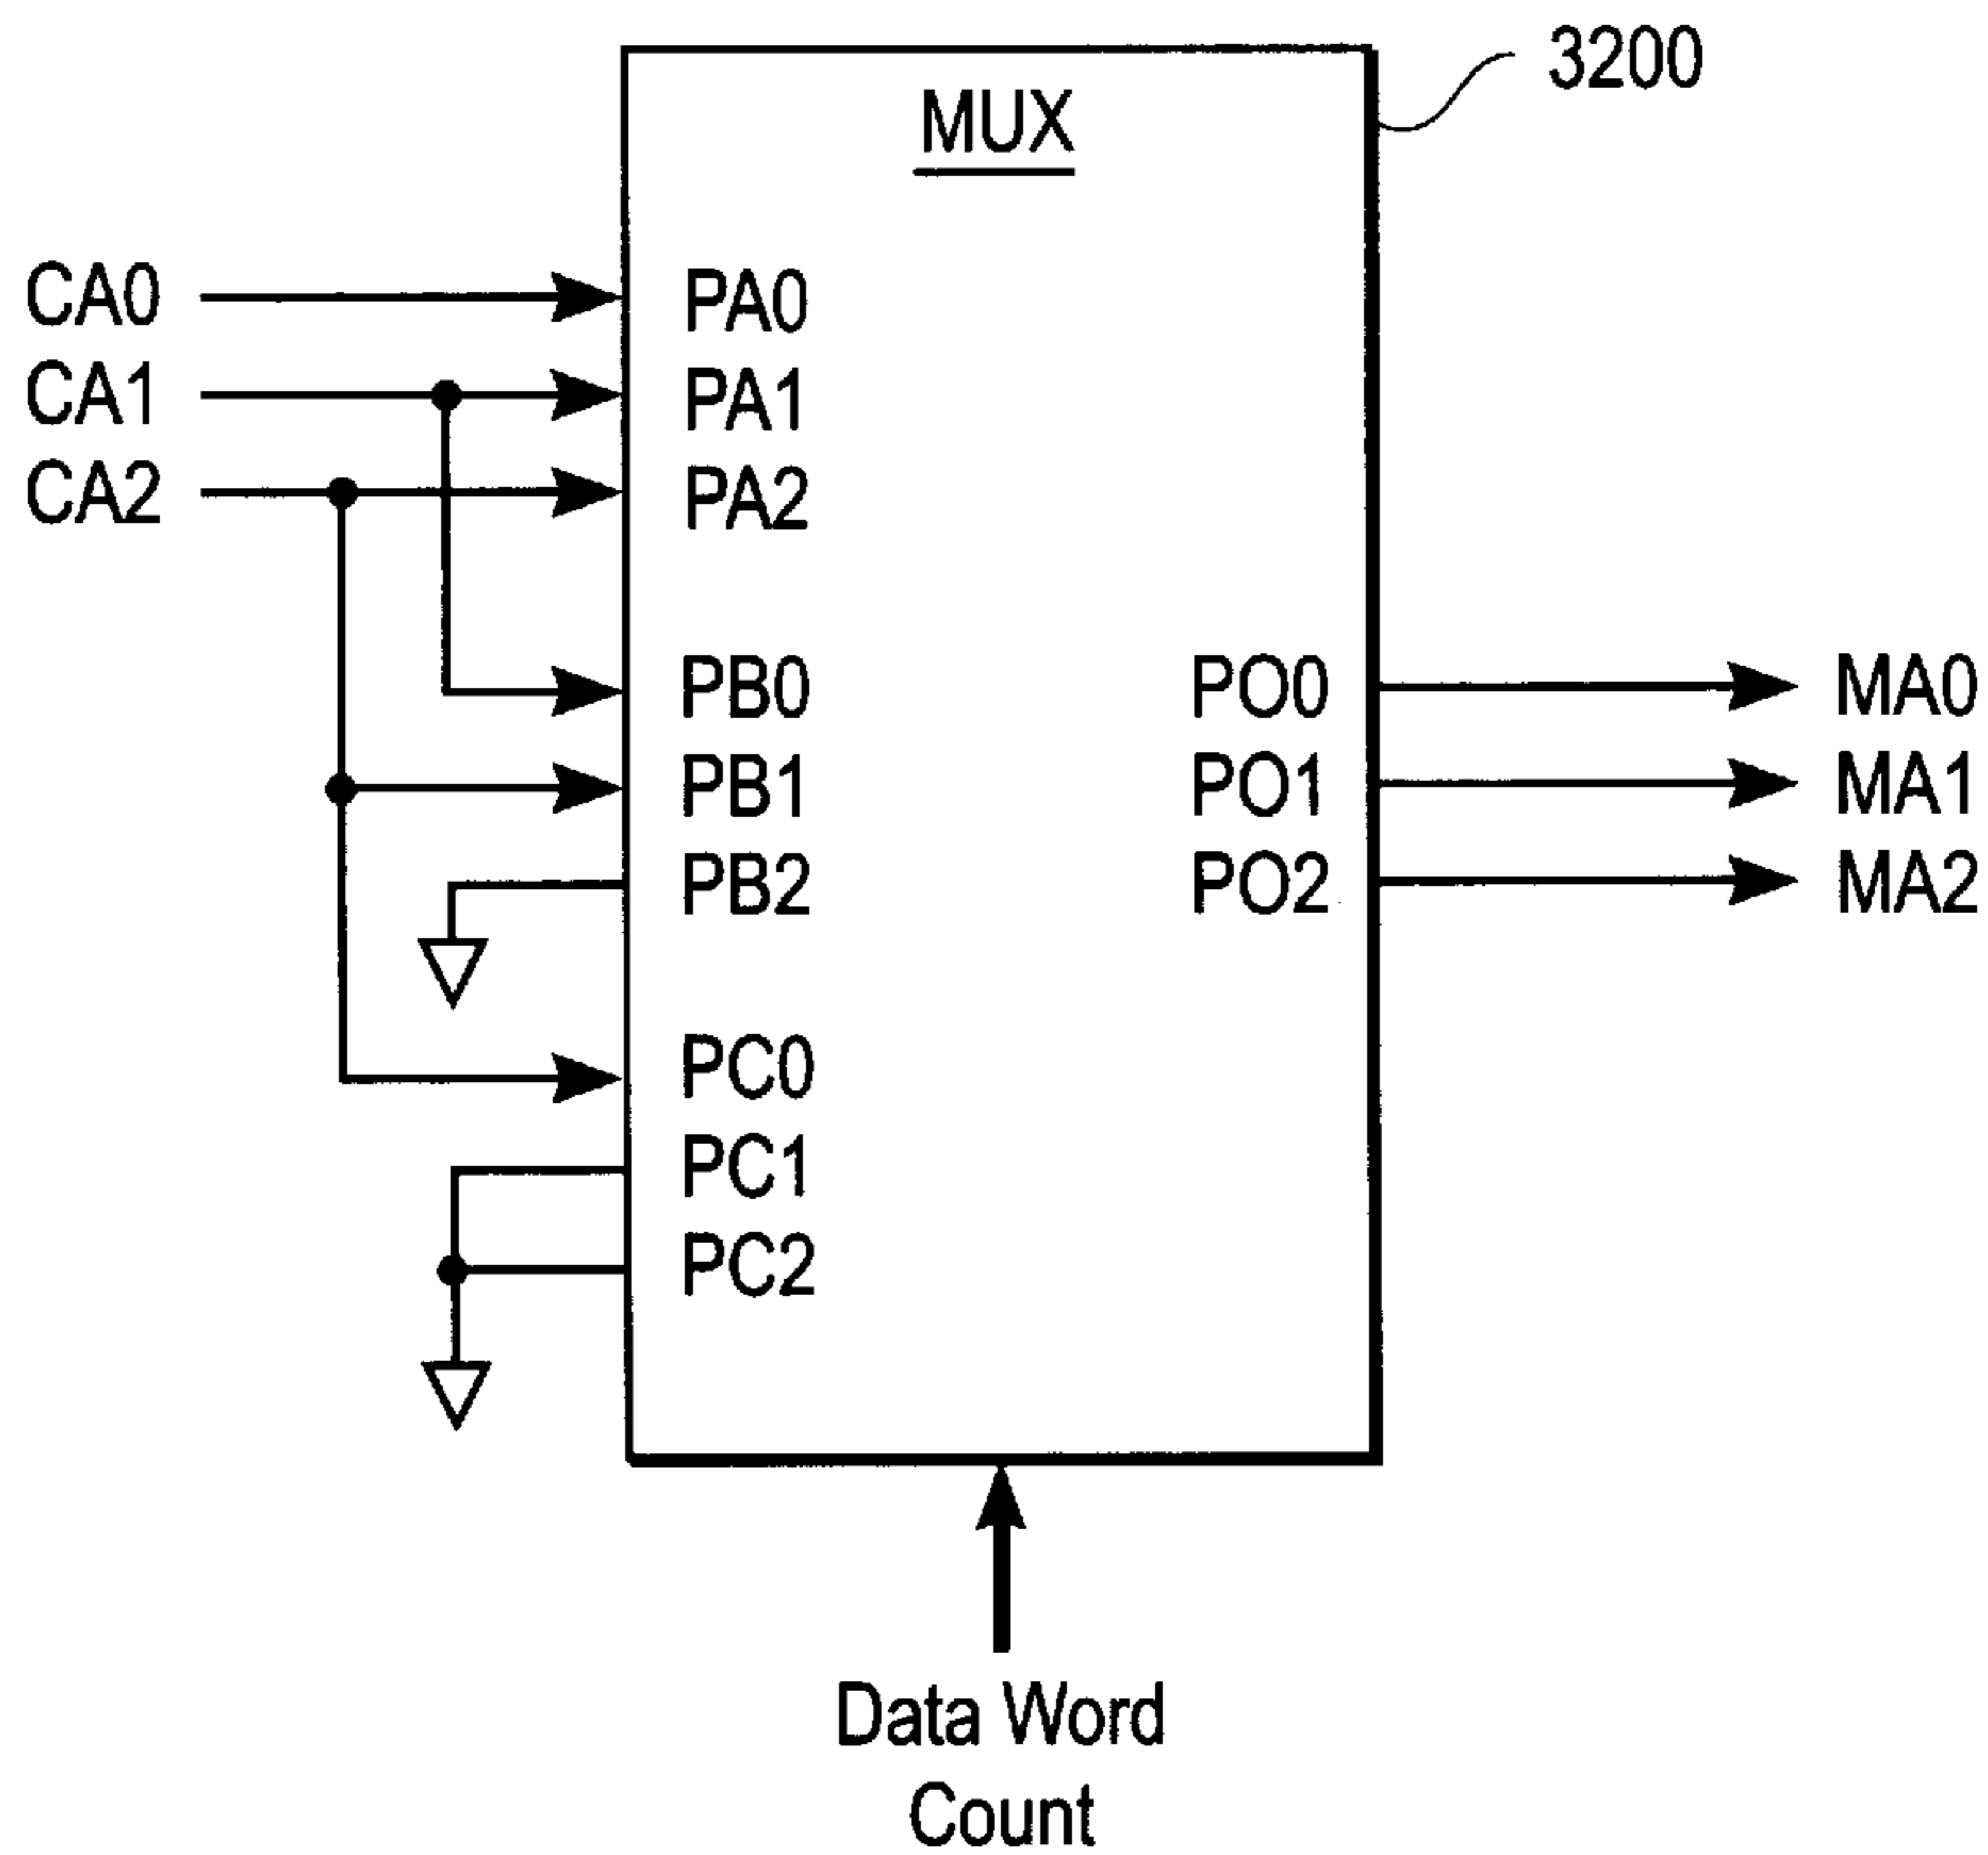 3200
MUX
CA0
CA1
CA2
PA0
PA1
PA2
PB0
PB1
PB2
PC0
PC1
PC2
PO0
PO1
PO2
MA0
MA1
MA2
Data Word
Count